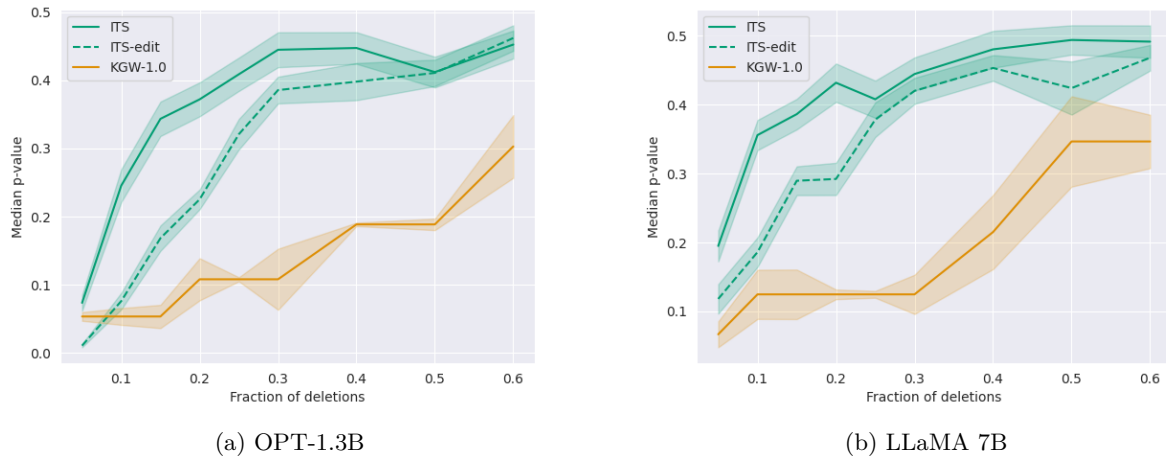 ITS
ITS-edit
KGW-1.0
0.5
0.4
0.3
0.2
0.1
0.0
Median p-value
0.1 0.2 0.3 0.4 0.5 0.6
Fraction of deletions
(a) OPT-1.3B
ITS
ITS-edit
KGW-1.0
0.5
0.4
0.3
0.2
0.1
Median p-value
0.1 0.2 0.3 0.4 0.5 0.6
Fraction of deletions
(b) LLaMA 7B